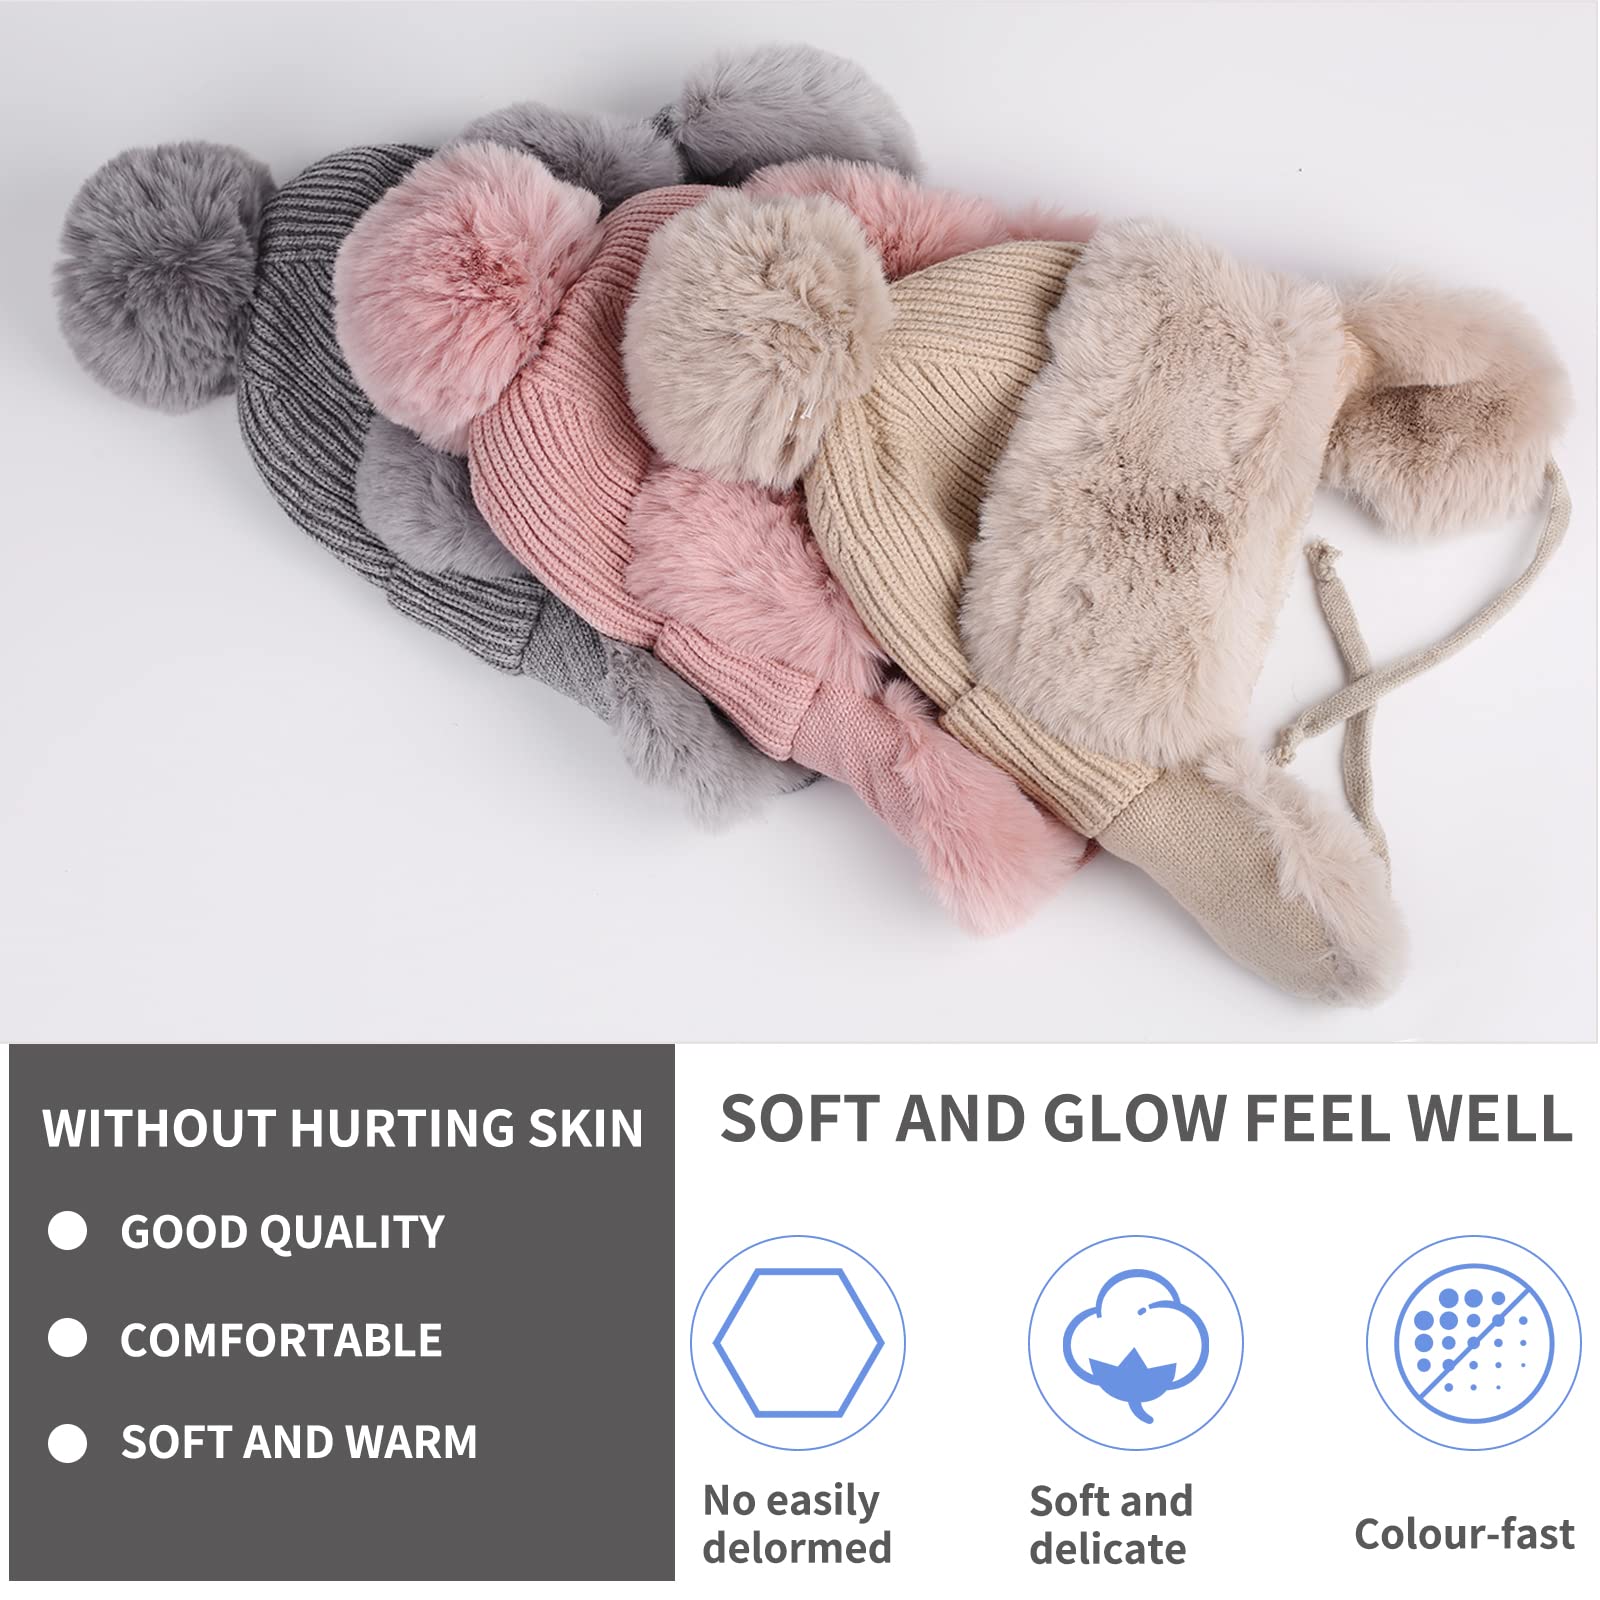 WITHOUT HURTING SKIN
GOOD QUALITY
COMFORTABLE
SOFT AND WARM
SOFT AND GLOW FEEL WELL
No easily
delormed
Soft and
delicate
Colour-fast